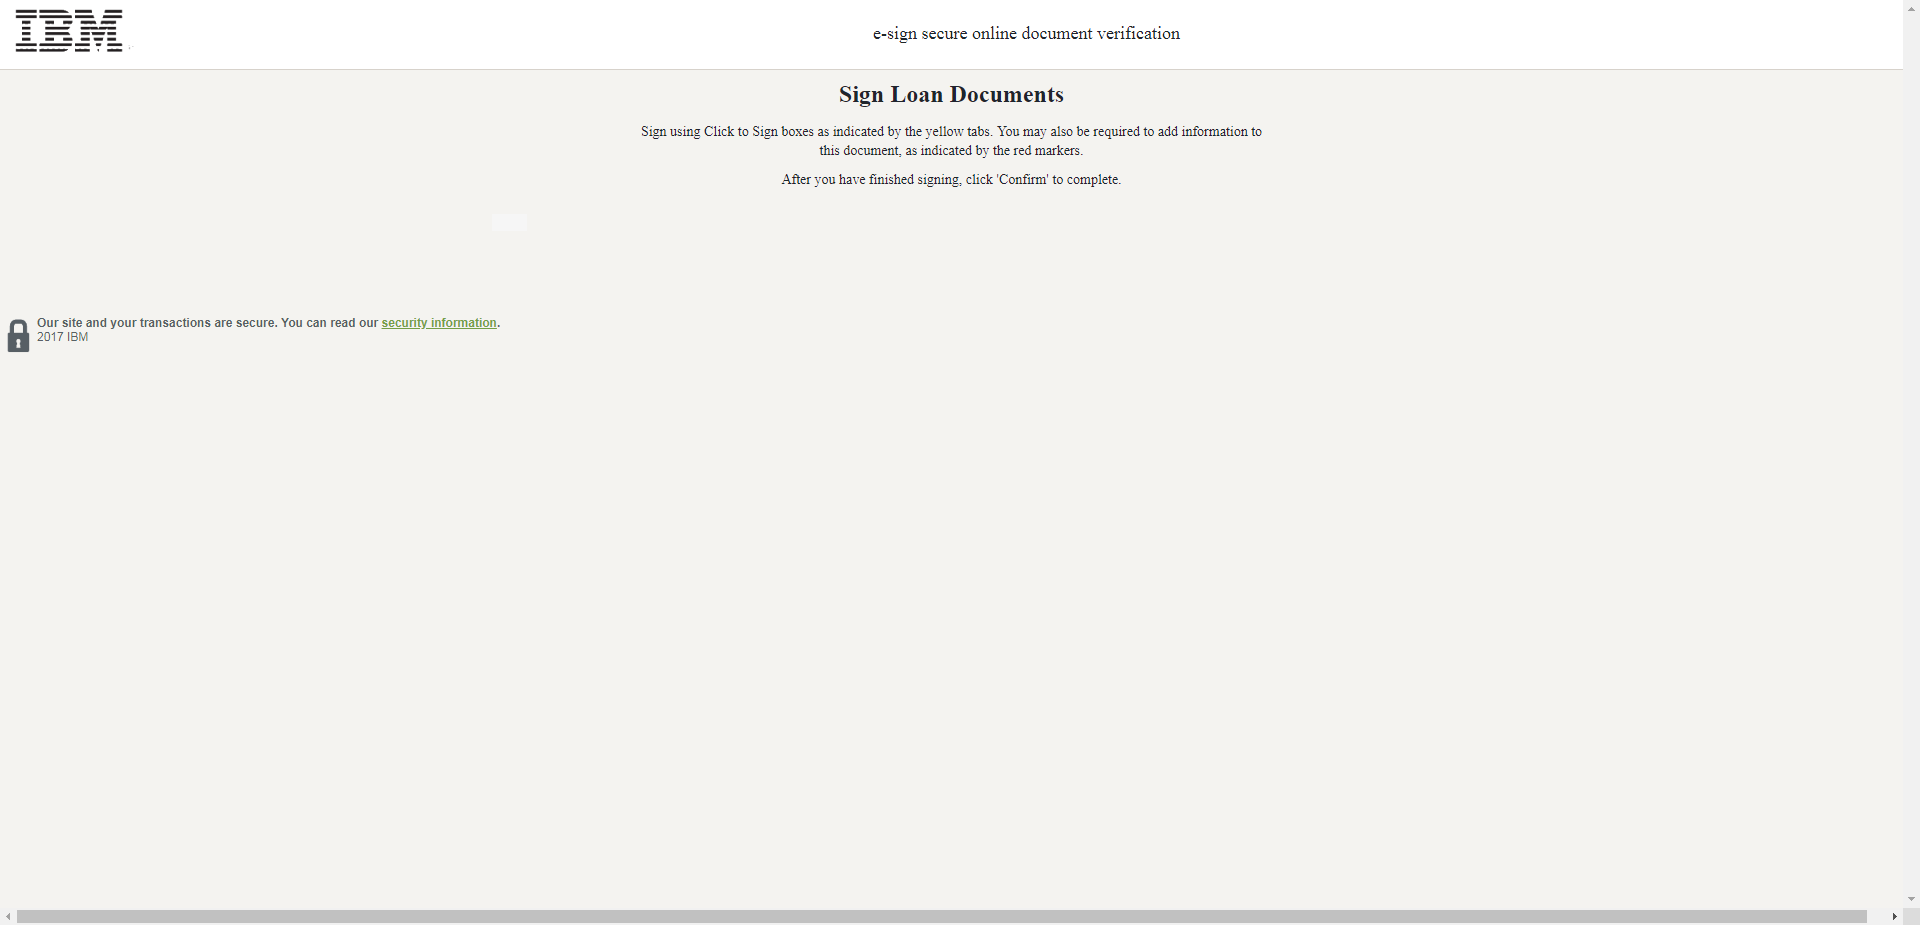 IBM
e-sign secure online document verification
Sign Loan Documents
Sign using Click to Sign boxes as indicated by the yellow tabs. You may also be required to add information to
this document, as indicated by the red markers.
After you have finished signing, click 'Confirm' to complete.
Our site and your transactions are secure. You can read our security information.
2017 IBM